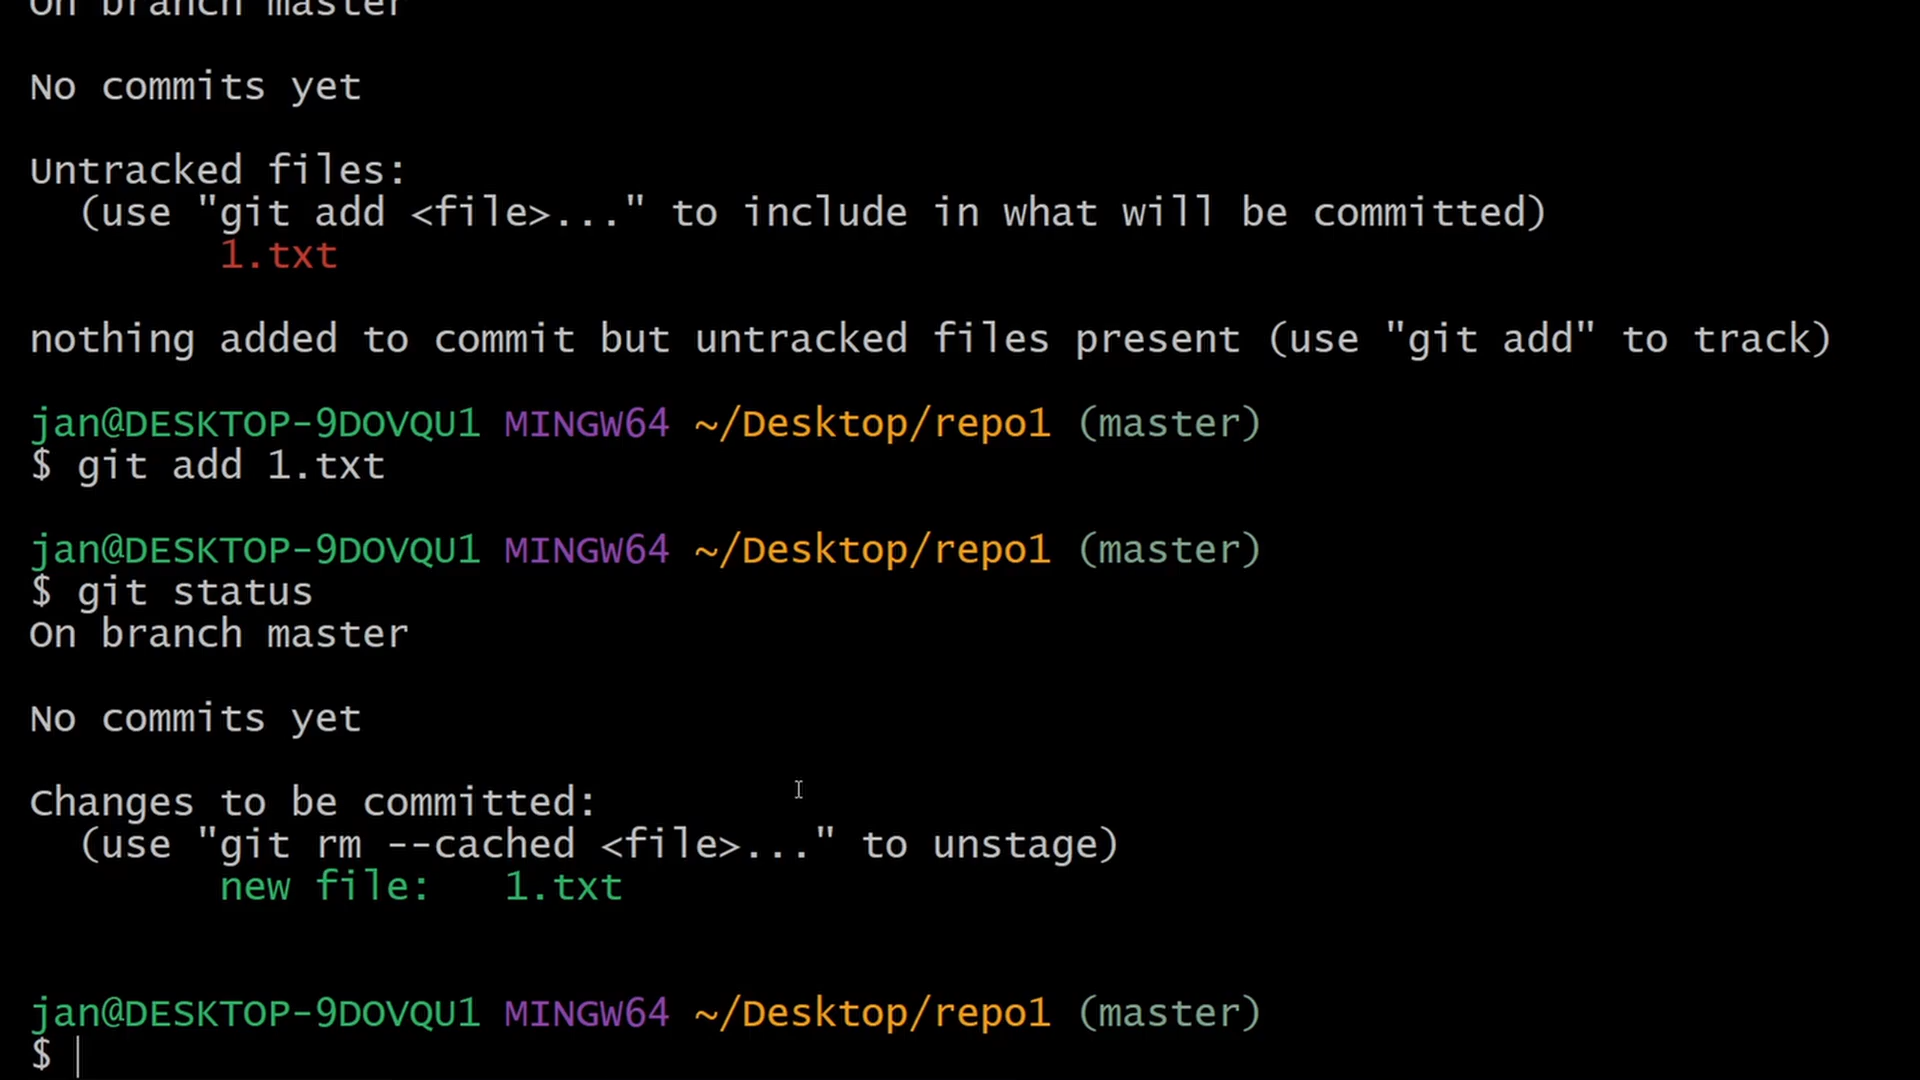 On branch master
No commits yet
Untracked files:
(use "git add <file>..." to include in what will be committed)
1.txt
nothing added to commit but untracked files present (use "git add" to track)
jan@DESKTOP-9DOVQU1 MINGW64 ~/Desktop/repo1 (master)
$ git add 1.txt
jan@DESKTOP-9DOVQU1 MINGW64 ~/Desktop/repo1 (master)
$ git status
On branch master
No commits yet
Changes to be committed:
(use "git rm --cached <file>..." to unstage)
new file:   1.txt
jan@DESKTOP-9DOVQU1 MINGW64 ~/Desktop/repo1 (master)
$